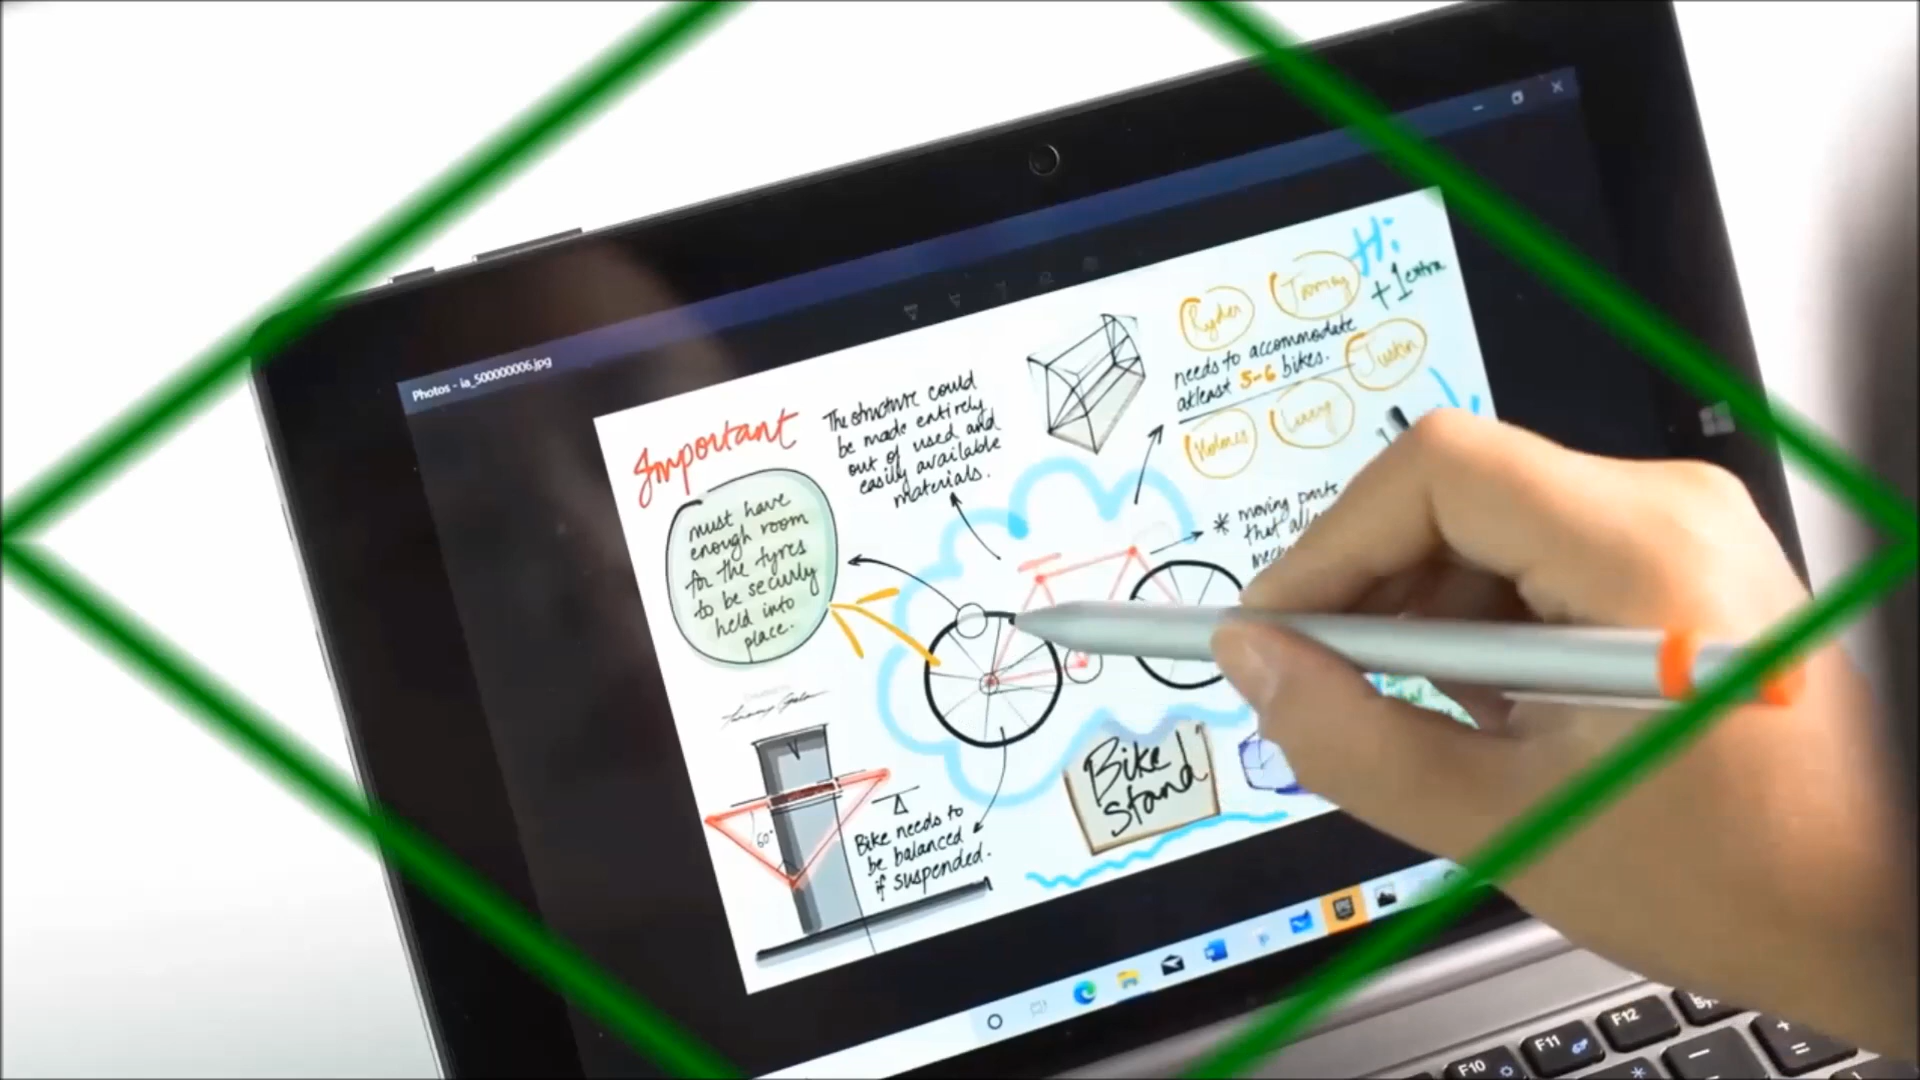 Photos - ia_500000006.jpg
Important
must have
enough room
for the tyres
to be securly
held into
place.
The structure could
be made entirely
out of used and
easily available
materials.
Ryder
Tommy
Hi
+1 extra
needs to accommodate
atleast 5-6 bikes.
Justin
Holmes
* moving parts
that
60°
Bike needs to
be balanced
if suspended.
Bike
Stand
F10
F11
F12